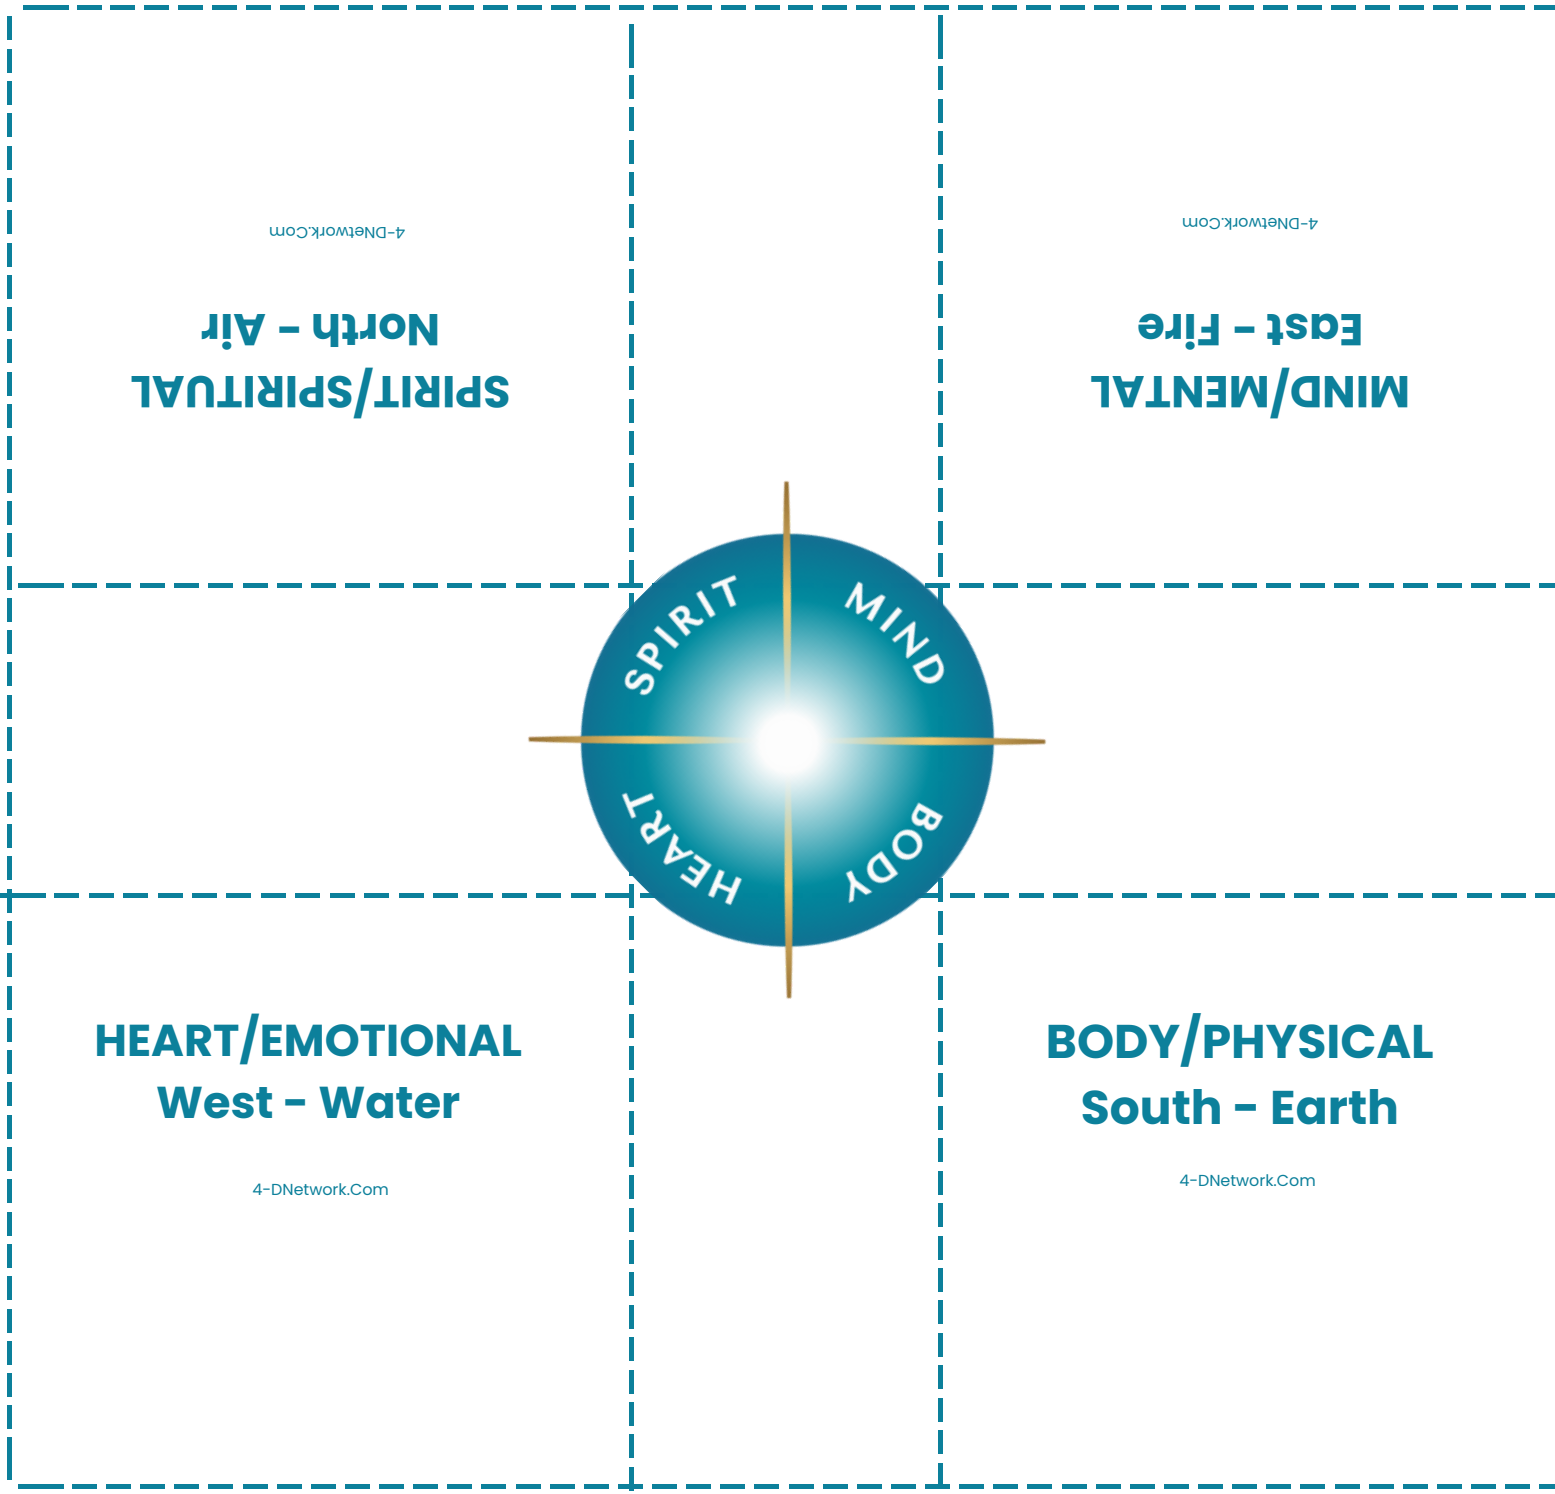 4-DNetwork.Com
North - Air
SPIRIT/SPIRITUAL
4-DNetwork.Com
East - Fire
MIND/MENTAL
SPIRIT
MIND
HEART
BODY
HEART/EMOTIONAL
West - Water
4-DNetwork.Com
BODY/PHYSICAL
South - Earth
4-DNetwork.Com